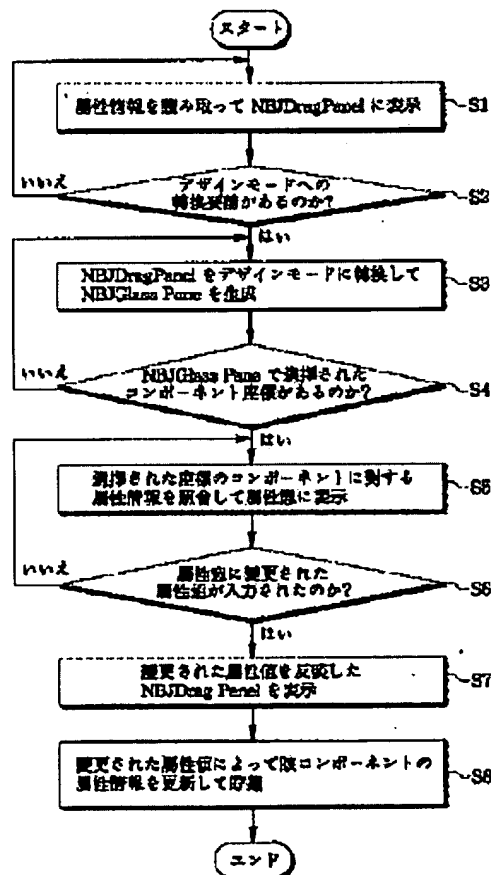 スタート
属性情報を読み取って NBJDragPanel に表示
S1
デザインモードへの
転換要請があるのか?
S2
いいえ
はい
NBJDragPanel をデザインモードに転換して
NBJGlass Pane を生成
S3
NBJGlass Pane で選擇された
コンポーネント座標があるのか?
S4
いいえ
はい
選擇された座標のコンポーネントに對する
属性情報を照會して属性窓に表示
S5
属性窓に變更された
属性値が入力されたのか?
S6
いいえ
はい
變更された属性値を反映した
NBJDrag Panel を表示
S7
變更された属性値によって該コンポーネントの
属性情報を更新して貯藏
S8
エンド